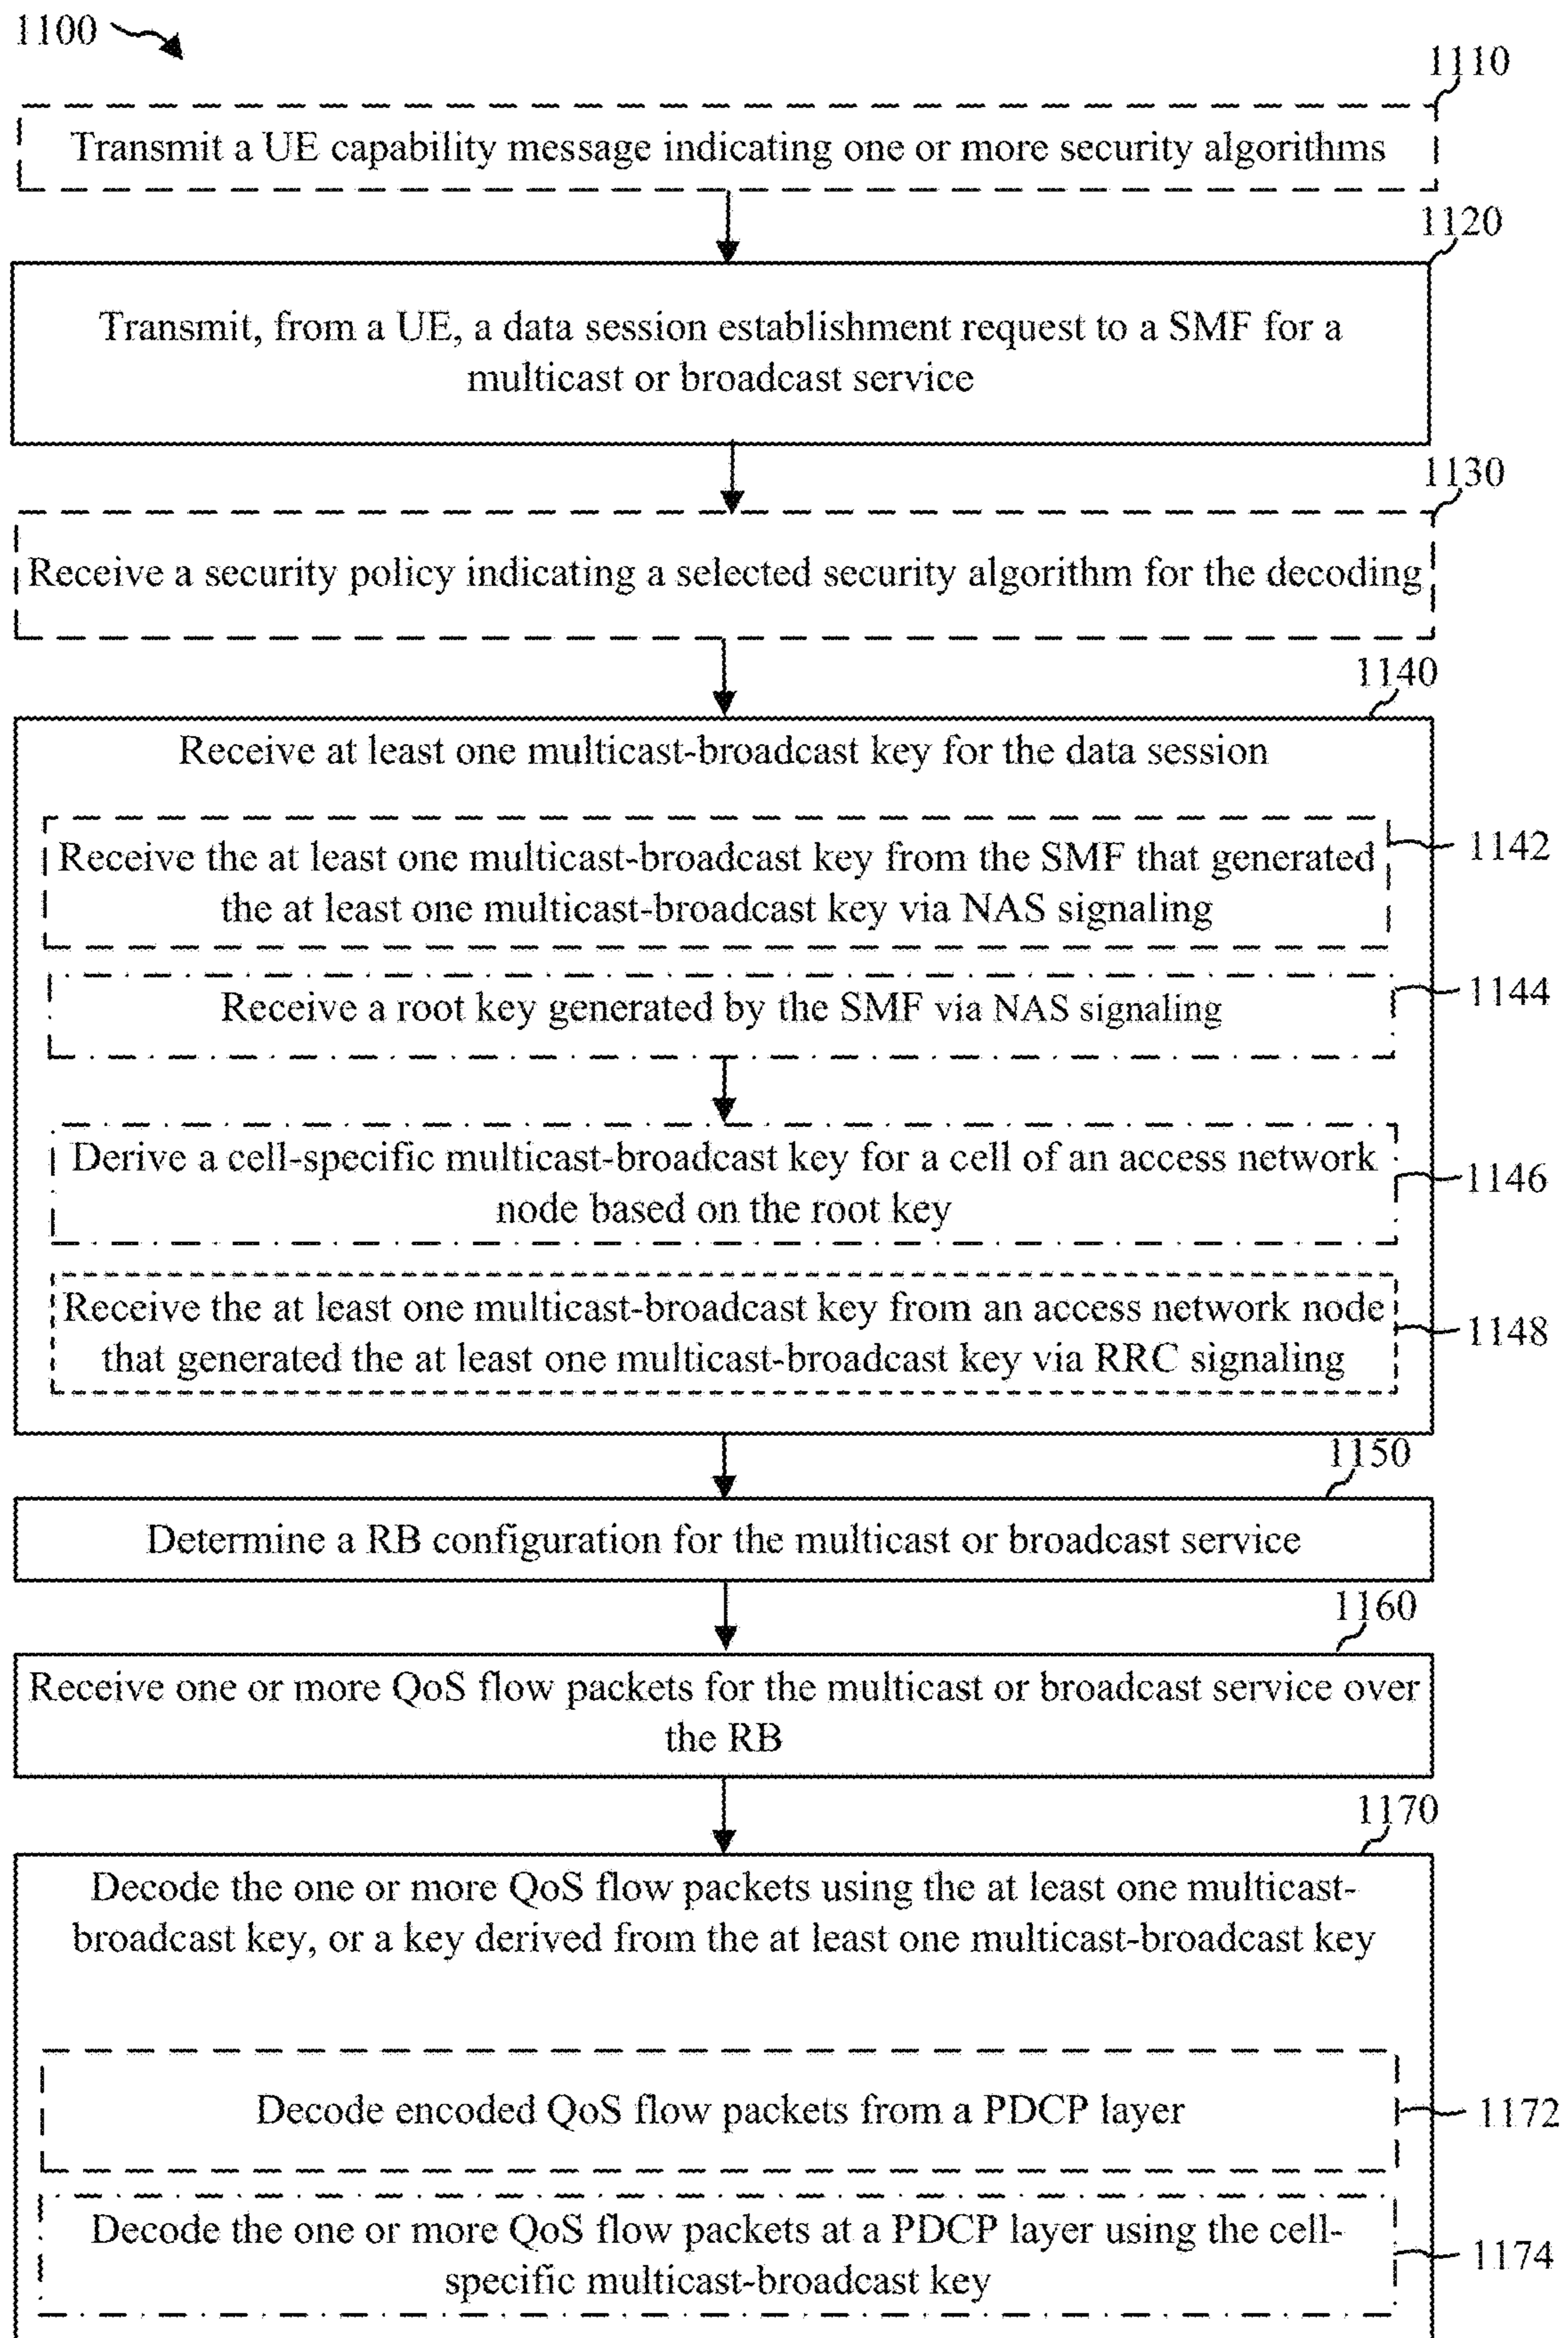 1100
1110
Transmit a UE capability message indicating one or more security algorithms
1120
Transmit, from a UE, a data session establishment request to a SMF for a
multicast or broadcast service
1130
Receive a security policy indicating a selected security algorithm for the decoding
1140
Receive at least one multicast-broadcast key for the data session
Receive the at least one multicast-broadcast key from the SMF that generated
the at least one multicast-broadcast key via NAS signaling
1142
Receive a root key generated by the SMF via NAS signaling
1144
Derive a cell-specific multicast-broadcast key for a cell of an access network
node based on the root key
1146
Receive the at least one multicast-broadcast key from an access network node
that generated the at least one multicast-broadcast key via RRC signaling
1148
1150
Determine a RB configuration for the multicast or broadcast service
1160
Receive one or more QoS flow packets for the multicast or broadcast service over
the RB
1170
Decode the one or more QoS flow packets using the at least one multicast-
broadcast key, or a key derived from the at least one multicast-broadcast key
Decode encoded QoS flow packets from a PDCP layer
1172
Decode the one or more QoS flow packets at a PDCP layer using the cell-
specific multicast-broadcast key
1174